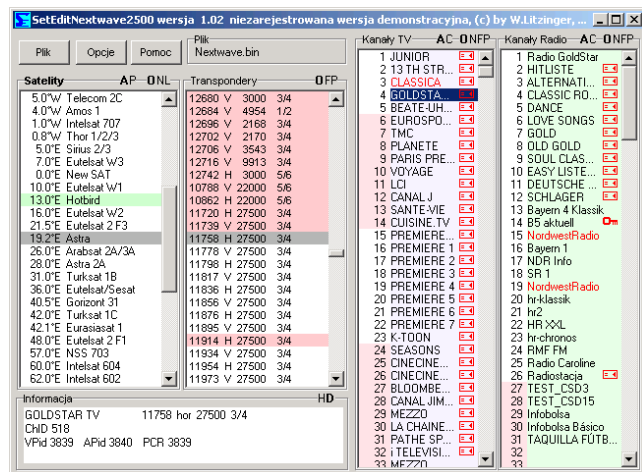 SetEditNextwave2500 wersja 1.02 niezarejestrowana wersja demonstracyjna, (c) by W.Litzinger, ...
Plik
Opcje
Pomoc
Plik
Nextwave.bin
Satelity AP ONL
5.0°W Telecom 2C
4.0°W Amos 1
1.0°W Intelsat 707
0.8°W Thor 1/2/3
5.0°E Sirius 2/3
7.0°E Eutelsat W3
0.0°E New SAT
10.0°E Eutelsat W1
13.0°E Hotbird
16.0°E Eutelsat W2
21.5°E Eutelsat 2 F3
19.2°E Astra
26.0°E Arabsat 2A/3A
28.0°E Astra 2A
31.0°E Turksat 1B
36.0°E Eutelsat/Sesat
40.5°E Gorizont 31
42.0°E Turksat 1C
42.1°E Eurasiasat 1
48.0°E Eutelsat 2 F1
57.0°E NSS 703
60.0°E Intelsat 604
62.0°E Intelsat 602
Transpondery OFP
12680 V 3000 3/4
12684 V 4954 1/2
12696 V 2168 3/4
12702 V 2170 3/4
12706 V 3543 3/4
12716 V 9913 3/4
12742 H 3000 5/6
10788 V 22000 5/6
10862 H 22000 5/6
11720 H 27500 3/4
11739 V 27500 3/4
11758 H 27500 3/4
11778 V 27500 3/4
11798 H 27500 3/4
11817 V 27500 3/4
11836 H 27500 3/4
11856 V 27500 3/4
11876 H 27500 3/4
11895 V 27500 3/4
11914 H 27500 3/4
11934 V 27500 3/4
11954 H 27500 3/4
11973 V 27500 3/4
Informacja HD
GOLDSTAR TV 11758 hor 27500 3/4
ChID 518
VPid 3839 APid 3840 PCR 3839
Kanały TV AC ONFP
1 JUNIOR
2 13TH STR...
3 CLASSICA
4 GOLDSTA...
5 BEATE-UH...
6 EUROSPO...
7 TMC
8 PLANETE
9 PARIS PRE...
10 VOYAGE
11 LCI
12 CANAL J
13 SANTE-VIE
14 CUISINE.TV
15 PREMIERE...
16 PREMIERE 1
17 PREMIERE 2
18 PREMIERE 3
19 PREMIERE 4
20 PREMIERE 5
21 PREMIERE 6
22 PREMIERE 7
23 K-TOON
24 SEASONS
25 CINECINE...
26 CINECINE...
27 BLOOMBE...
28 CANAL JIM...
29 MEZZO
30 LA CHAINE...
31 PATHE SP...
32 i TELEVISI...
33 MEZZO
Kanały Radio AC ONFP
1 Radio GoldStar
2 HITLISTE
3 ALTERNATI...
4 CLASSIC RO...
5 DANCE
6 LOVE SONGS
7 GOLD
8 OLD GOLD
9 SOUL CLAS...
10 EASY LISTE...
11 DEUTSCHE ...
12 SCHLAGER
13 Bayern 4 Klassik
14 B5 aktuell
15 NordwestRadio
16 Bayern 1
17 NDR Info
18 SR 1
19 NordwestRadio
20 hr-klassik
21 hr2
22 HR XXL
23 hr-chronos
24 RMF FM
25 Radio Caroline
26 Radiostacja
27 TEST_CSD3
28 TEST_CSD15
29 Infobolsa
30 Infobolsa Básico
31 TAQUILLA FÚTB...
32
33